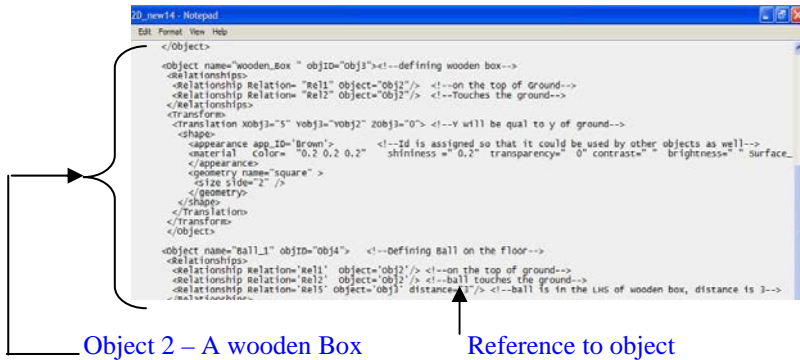 2D_new14 - Notepad
Edit Format View Help
</Object>
<Object name="Wooden_Box " objID="Obj3"><!--defining wooden box-->
<Relationships>
<Relationship Relation= "Rel1" Object="Obj2"/> <!--on the top of Ground-->
<Relationship Relation= "Rel2" Object="Obj2"/> <!--Touches the ground-->
</Relationships>
<Transform>
<Translation XObj3="5" YObj3="YObj2" ZObj3="0"> <!--Y will be qual to y of ground-->
<shape>
<appearance app_ID='Brown'> <!--Id is assigned so that it could be used by other objects as well-->
<material color= "0.2 0.2 0.2" shininess =" 0.2" transparency=" 0" contrast=" " brightness=" " Surface_
</appearance>
<geometry name="square" >
<size side="2" />
</geometry>
</shape>
</Translation>
</Transform>
</Object>
<Object name="Ball_1" objID="Obj4"> <!--Defining Ball on the floor-->
<Relationships>
<Relationship Relation='Rel1' Object='Obj2'/> <!--on the top of ground-->
<Relationship Relation='Rel2' Object='Obj2'/> <!--ball touches the ground-->
<Relationship Relation='Rel5' Object='Obj3' distance="3"/> <!--ball is in the LHS of wooden box, distance is 3-->
</Relationships>
Object 2 – A wooden Box
Reference to object